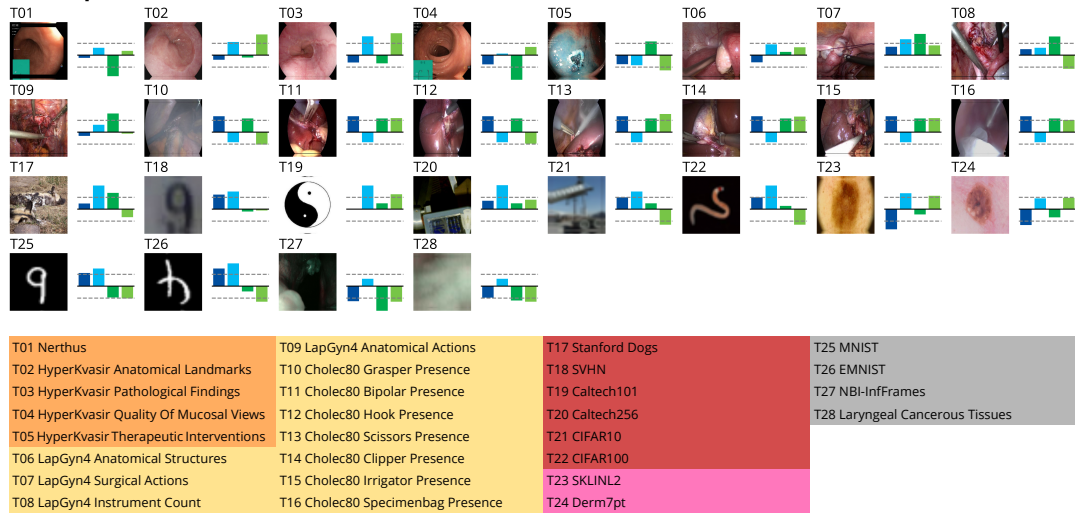 T01 T02 T03 T04 T05 T06 T07 T08
T09 T10 T11 T12 T13 T14 T15 T16
T17 T18 T19 T20 T21 T22 T23 T24
T25 T26 T27 T28
T01 Nerthus
T02 HyperKvasir Anatomical Landmarks
T03 HyperKvasir Pathological Findings
T04 HyperKvasir Quality Of Mucosal Views
T05 HyperKvasir Therapeutic Interventions
T06 LapGyn4 Anatomical Structures
T07 LapGyn4 Surgical Actions
T08 LapGyn4 Instrument Count
T09 LapGyn4 Anatomical Actions
T10 Cholec80 Grasper Presence
T11 Cholec80 Bipolar Presence
T12 Cholec80 Hook Presence
T13 Cholec80 Scissors Presence
T14 Cholec80 Clipper Presence
T15 Cholec80 Irrigator Presence
T16 Cholec80 Specimenbag Presence
T17 Stanford Dogs
T18 SVHN
T19 Caltech101
T20 Caltech256
T21 CIFAR10
T22 CIFAR100
T23 SKLINL2
T24 Derm7pt
T25 MNIST
T26 EMNIST
T27 NBI-InfFrames
T28 Laryngeal Cancerous Tissues